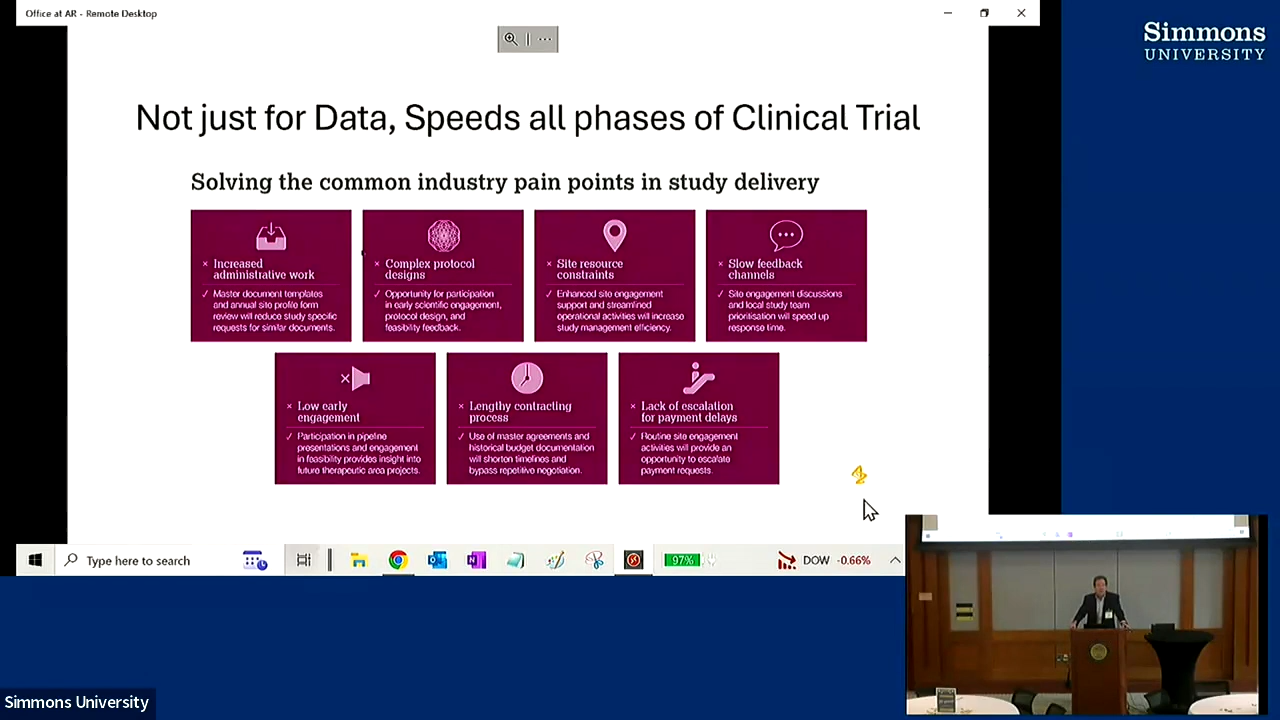 Office at AR - Remote Desktop
Simmons
UNIVERSITY
Not just for Data, Speeds all phases of Clinical Trial
Solving the common industry pain points in study delivery
× Increased
administrative work
✓ Master document templates
and annual site profile form
review will reduce study specific
requests for similar documents.
× Complex protocol
designs
✓ Opportunity for participation
in early scientific engagement,
protocol design, and
feasibility feedback.
× Site resource
constraints
✓ Enhanced site engagement
support and streamlined
operational activities will increase
study management efficiency.
× Slow feedback
channels
✓ Site engagement discussions
and local study team
prioritisation will speed up
response time.
× Low early
engagement
✓ Participation in pipeline
presentations and engagement
in feasibility provides insight into
future therapeutic area projects.
× Lengthy contracting
process
✓ Use of master agreements and
historical budget documentation
will shorten timelines and
bypass repetitive negotiation.
× Lack of escalation
for payment delays
✓ Routine site engagement
activities will provide an
opportunity to escalate
payment requests.
Type here to search
97%
DOW -0.66%
Simmons University